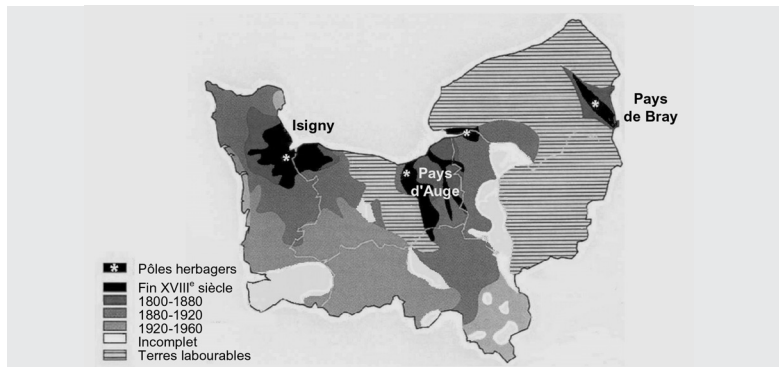 Pays
de Bray
Isigny
Pays
d'Auge
Pôles herbagers
Fin XVIIIe siècle
1800-1880
1880-1920
1920-1960
Incomplet
Terres labourables